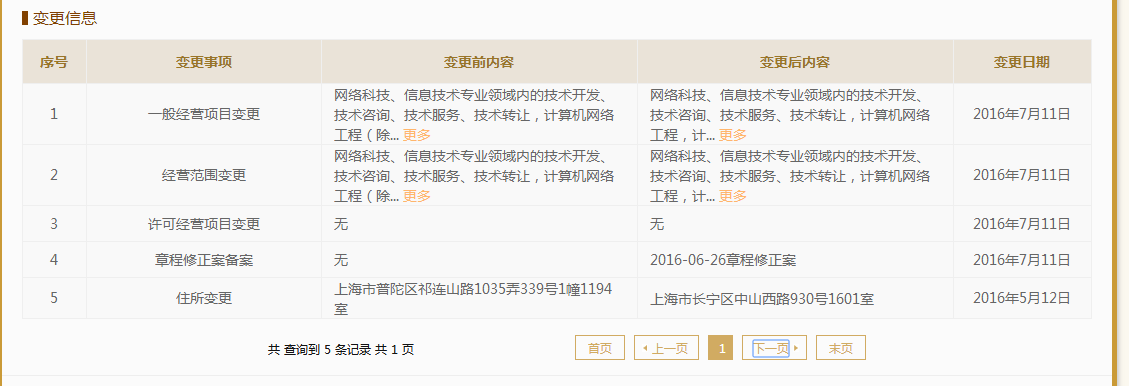 变更信息
序号 变更事项 变更前内容 变更后内容 变更日期
1 一般经营项目变更 网络科技、信息技术专业领域内的技术开发、 网络科技、信息技术专业领域内的技术开发、 2016年7月11日
技术咨询、技术服务、技术转让，计算机网络 技术咨询、技术服务、技术转让，计算机网络
工程（除... 更多 工程，计... 更多
2 经营范围变更 网络科技、信息技术专业领域内的技术开发、 网络科技、信息技术专业领域内的技术开发、 2016年7月11日
技术咨询、技术服务、技术转让，计算机网络 技术咨询、技术服务、技术转让，计算机网络
工程（除... 更多 工程，计... 更多
3 许可经营项目变更 无 无 2016年7月11日
4 章程修正案备案 无 2016-06-26章程修正案 2016年7月11日
5 住所变更 上海市普陀区祁连山路1035弄339号1幢1194 上海市长宁区中山西路930号1601室 2016年5月12日
室
共 查询到 5 条记录 共 1 页 首页 上一页 1 下一页 末页